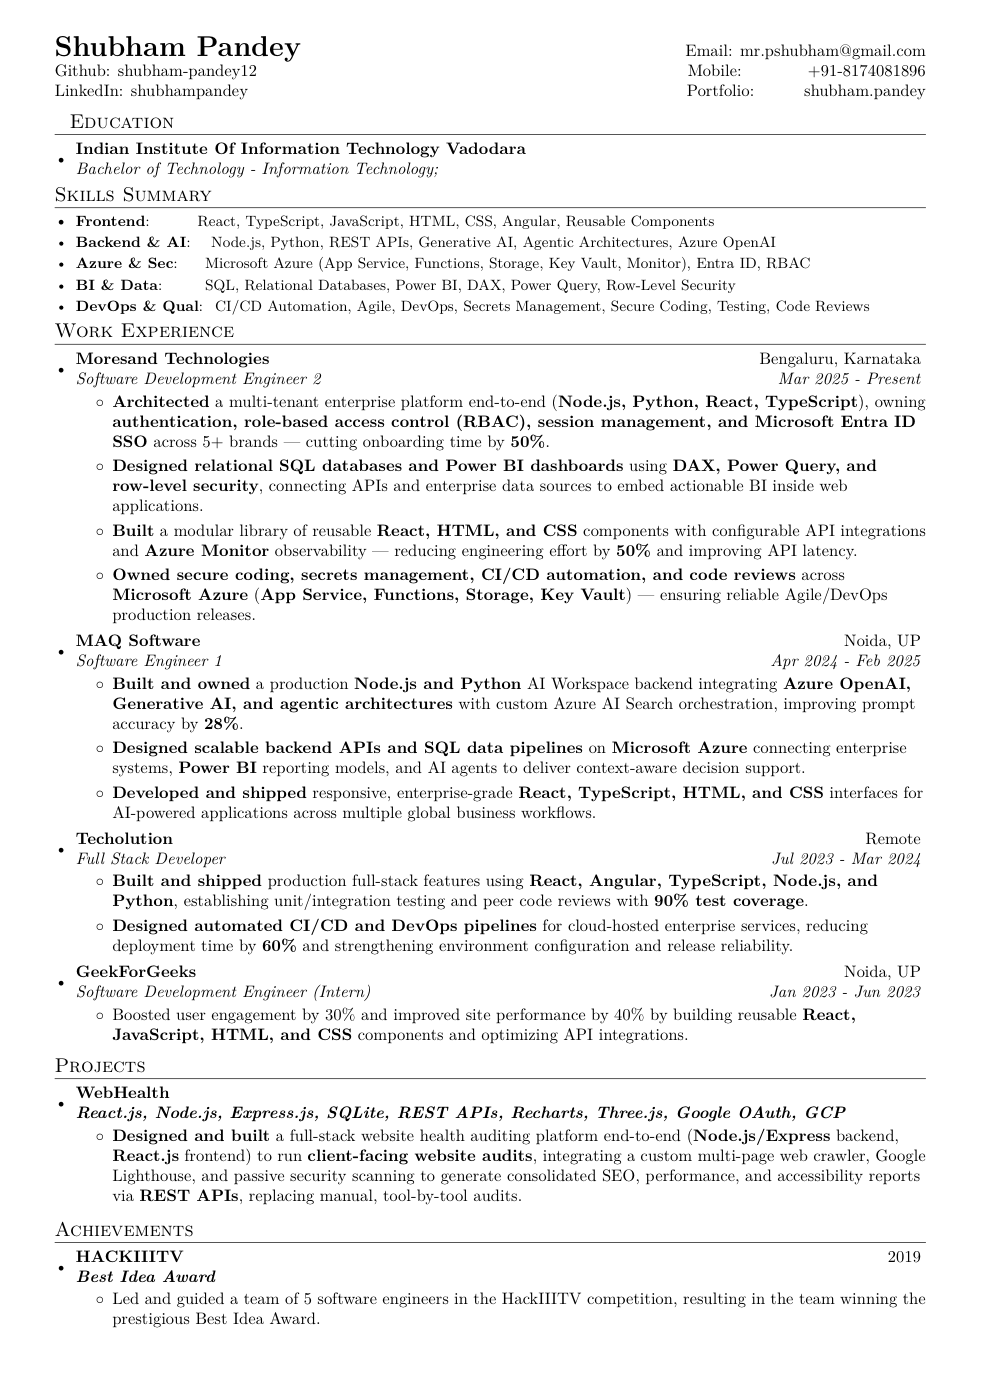 Shubham Pandey
Github: shubham-pandey12
LinkedIn: shubhampandey
Email: mr.pshubham@gmail.com
Mobile: +91-8174081896
Portfolio: shubham.pandey
Education
• Indian Institute Of Information Technology Vadodara
Bachelor of Technology - Information Technology;
Skills Summary
• Frontend: React, TypeScript, JavaScript, HTML, CSS, Angular, Reusable Components
• Backend & AI: Node.js, Python, REST APIs, Generative AI, Agentic Architectures, Azure OpenAI
• Azure & Sec: Microsoft Azure (App Service, Functions, Storage, Key Vault, Monitor), Entra ID, RBAC
• BI & Data: SQL, Relational Databases, Power BI, DAX, Power Query, Row-Level Security
• DevOps & Qual: CI/CD Automation, Agile, DevOps, Secrets Management, Secure Coding, Testing, Code Reviews
Work Experience
• Moresand Technologies Bengaluru, Karnataka
Software Development Engineer 2 Mar 2025 - Present
◦ Architected a multi-tenant enterprise platform end-to-end (Node.js, Python, React, TypeScript), owning
authentication, role-based access control (RBAC), session management, and Microsoft Entra ID
SSO across 5+ brands — cutting onboarding time by 50%.
◦ Designed relational SQL databases and Power BI dashboards using DAX, Power Query, and
row-level security, connecting APIs and enterprise data sources to embed actionable BI inside web
applications.
◦ Built a modular library of reusable React, HTML, and CSS components with configurable API integrations
and Azure Monitor observability — reducing engineering effort by 50% and improving API latency.
◦ Owned secure coding, secrets management, CI/CD automation, and code reviews across
Microsoft Azure (App Service, Functions, Storage, Key Vault) — ensuring reliable Agile/DevOps
production releases.
• MAQ Software Noida, UP
Software Engineer 1 Apr 2024 - Feb 2025
◦ Built and owned a production Node.js and Python AI Workspace backend integrating Azure OpenAI,
Generative AI, and agentic architectures with custom Azure AI Search orchestration, improving prompt
accuracy by 28%.
◦ Designed scalable backend APIs and SQL data pipelines on Microsoft Azure connecting enterprise
systems, Power BI reporting models, and AI agents to deliver context-aware decision support.
◦ Developed and shipped responsive, enterprise-grade React, TypeScript, HTML, and CSS interfaces for
AI-powered applications across multiple global business workflows.
• Techolution Remote
Full Stack Developer Jul 2023 - Mar 2024
◦ Built and shipped production full-stack features using React, Angular, TypeScript, Node.js, and
Python, establishing unit/integration testing and peer code reviews with 90% test coverage.
◦ Designed automated CI/CD and DevOps pipelines for cloud-hosted enterprise services, reducing
deployment time by 60% and strengthening environment configuration and release reliability.
• GeekForGeeks Noida, UP
Software Development Engineer (Intern) Jan 2023 - Jun 2023
◦ Boosted user engagement by 30% and improved site performance by 40% by building reusable React,
JavaScript, HTML, and CSS components and optimizing API integrations.
Projects
• WebHealth
React.js, Node.js, Express.js, SQLite, REST APIs, Recharts, Three.js, Google OAuth, GCP
◦ Designed and built a full-stack website health auditing platform end-to-end (Node.js/Express backend,
React.js frontend) to run client-facing website audits, integrating a custom multi-page web crawler, Google
Lighthouse, and passive security scanning to generate consolidated SEO, performance, and accessibility reports
via REST APIs, replacing manual, tool-by-tool audits.
Achievements
• HACKIIITV 2019
Best Idea Award
◦ Led and guided a team of 5 software engineers in the HackIIITV competition, resulting in the team winning the
prestigious Best Idea Award.